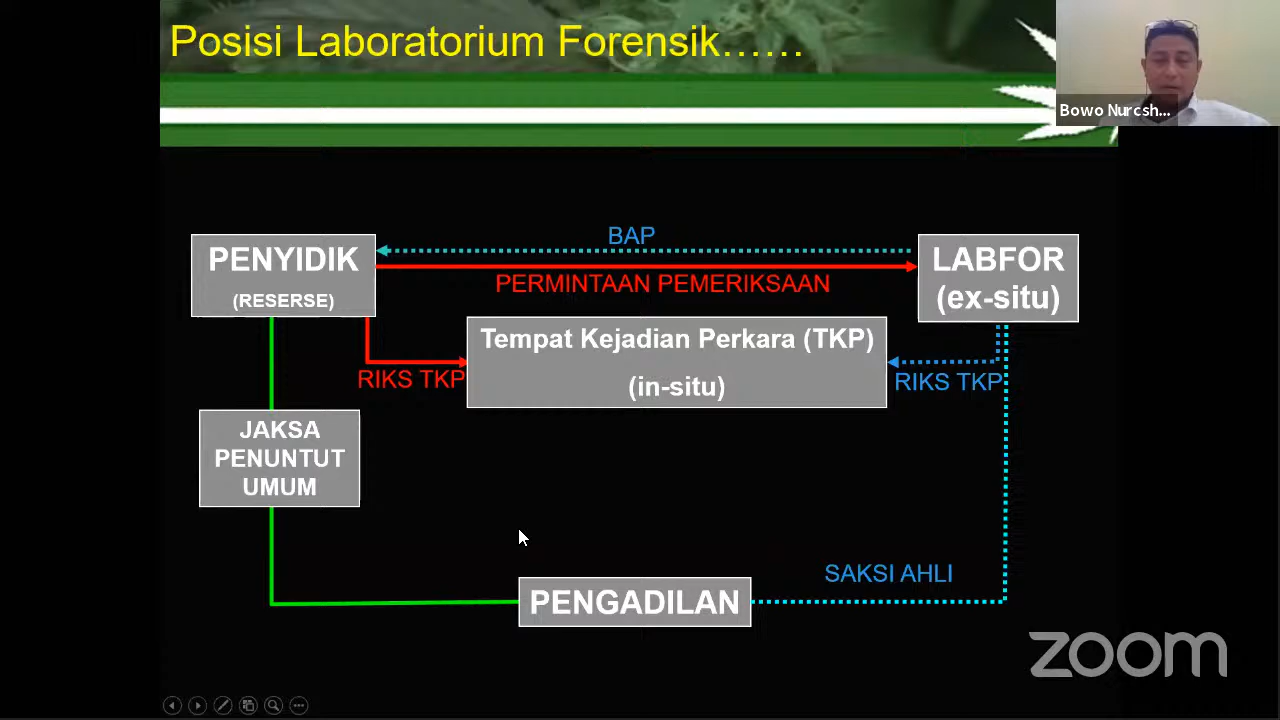 Posisi Laboratorium Forensik......
Bowo Nurcsh...
BAP
PENYIDIK
(RESERSE)
LABFOR
(ex-situ)
PERMINTAAN PEMERIKSAAN
Tempat Kejadian Perkara (TKP)
(in-situ)
RIKS TKP
RIKS TKP
JAKSA
PENUNTUT
UMUM
SAKSI AHLI
PENGADILAN
zoom